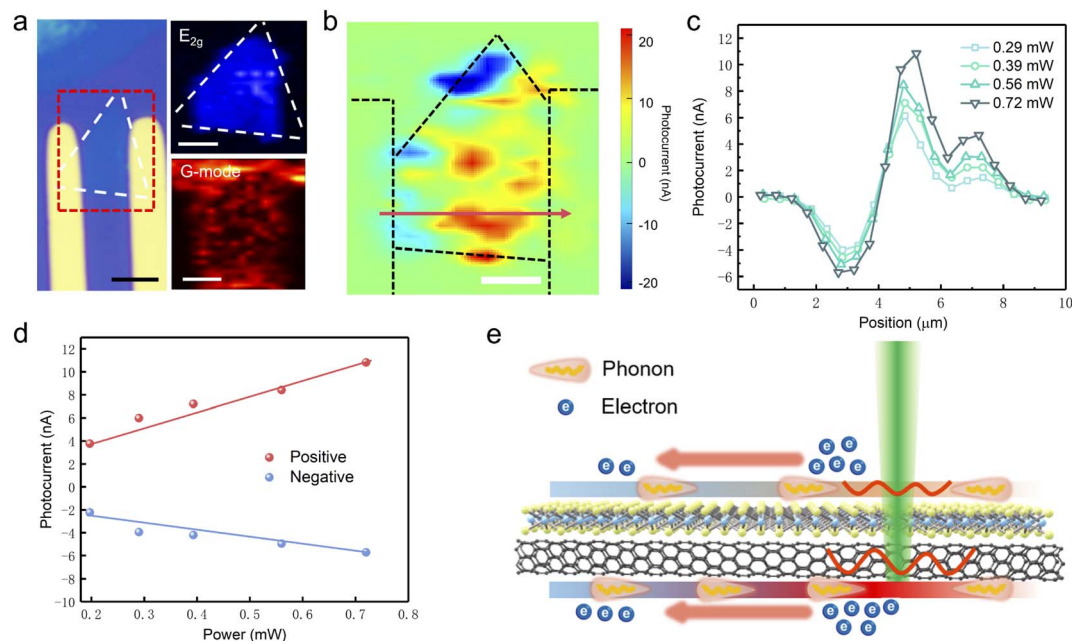 a
E2g
G-mode
b
20
10
0
-10
-20
Photocurrent (nA)
c
Photocurrent (nA)
12
10
8
6
4
2
0
-2
-4
-6
0.29 mW
0.39 mW
0.56 mW
0.72 mW
0 2 4 6 8 10
Position (μm)
d
Photocurrent (nA)
12
10
8
6
4
2
0
-2
-4
-6
-8
-10
Positive
Negative
0.2 0.3 0.4 0.5 0.6 0.7 0.8
Power (mW)
e
Phonon
e Electron
e e e
e e e e e
e e e e e
e e e e e